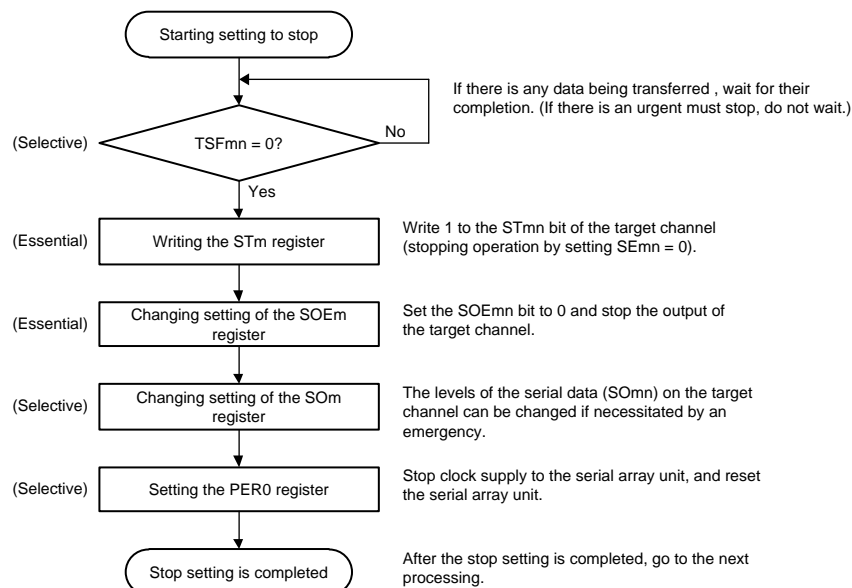 Starting setting to stop
If there is any data being transferred , wait for their
completion. (If there is an urgent must stop, do not wait.)
(Selective)
TSFmn = 0?
No
Yes
(Essential)
Writing the STm register
Write 1 to the STmn bit of the target channel
(stopping operation by setting SEmn = 0).
(Essential)
Changing setting of the SOEm
register
Set the SOEmn bit to 0 and stop the output of
the target channel.
(Selective)
Changing setting of the SOm
register
The levels of the serial data (SOmn) on the target
channel can be changed if necessitated by an
emergency.
(Selective)
Setting the PER0 register
Stop clock supply to the serial array unit, and reset
the serial array unit.
Stop setting is completed
After the stop setting is completed, go to the next
processing.